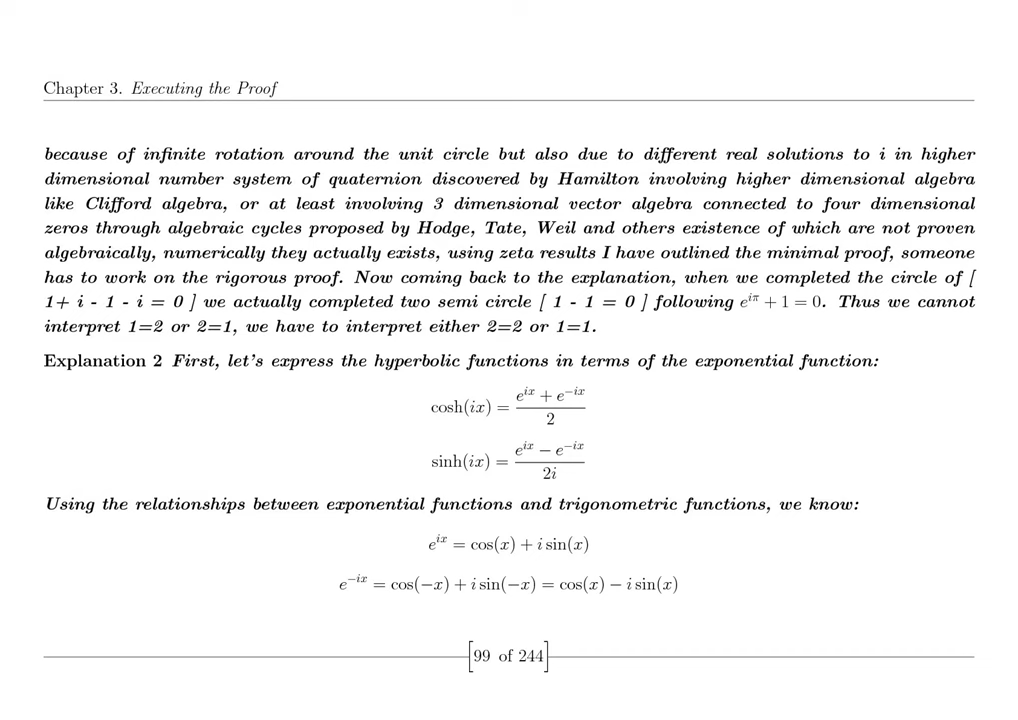 Chapter 3. Executing the Proof
because of infinite rotation around the unit circle but also due to different real solutions to i in higher
dimensional number system of quaternion discovered by Hamilton involving higher dimensional algebra
like Clifford algebra, or at least involving 3 dimensional vector algebra connected to four dimensional
zeros through algebraic cycles proposed by Hodge, Tate, Weil and others existence of which are not proven
algebraically, numerically they actually exists, using zeta results I have outlined the minimal proof, someone
has to work on the rigorous proof. Now coming back to the explanation, when we completed the circle of [
1+ i - 1 - i = 0 ] we actually completed two semi circle [ 1 - 1 = 0 ] following $e^{i\pi} + 1 = 0$. Thus we cannot
interpret 1=2 or 2=1, we have to interpret either 2=2 or 1=1.
Explanation 2 First, let's express the hyperbolic functions in terms of the exponential function:
$\cosh(ix) = \frac{e^{ix} + e^{-ix}}{2}$
$\sinh(ix) = \frac{e^{ix} - e^{-ix}}{2i}$
Using the relationships between exponential functions and trigonometric functions, we know:
$e^{ix} = \cos(x) + i\sin(x)$
$e^{-ix} = \cos(-x) + i\sin(-x) = \cos(x) - i\sin(x)$
[99 of 244]